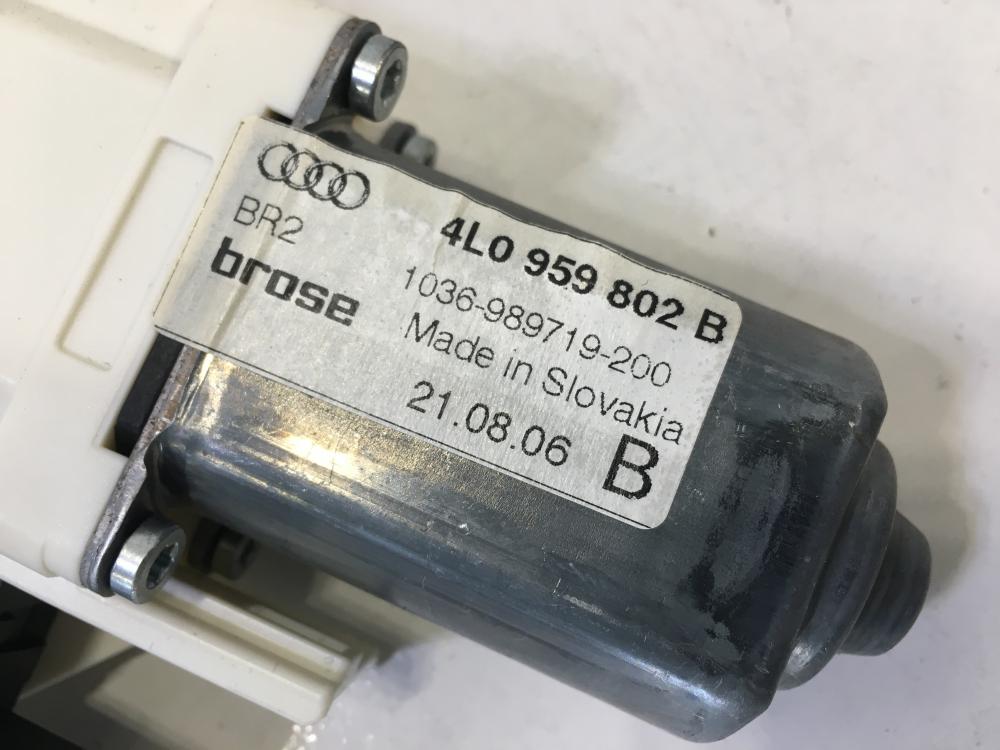 BR2
4L0 959 802 B
brose
1036-989719-200
Made in Slovakia
21.08.06
B